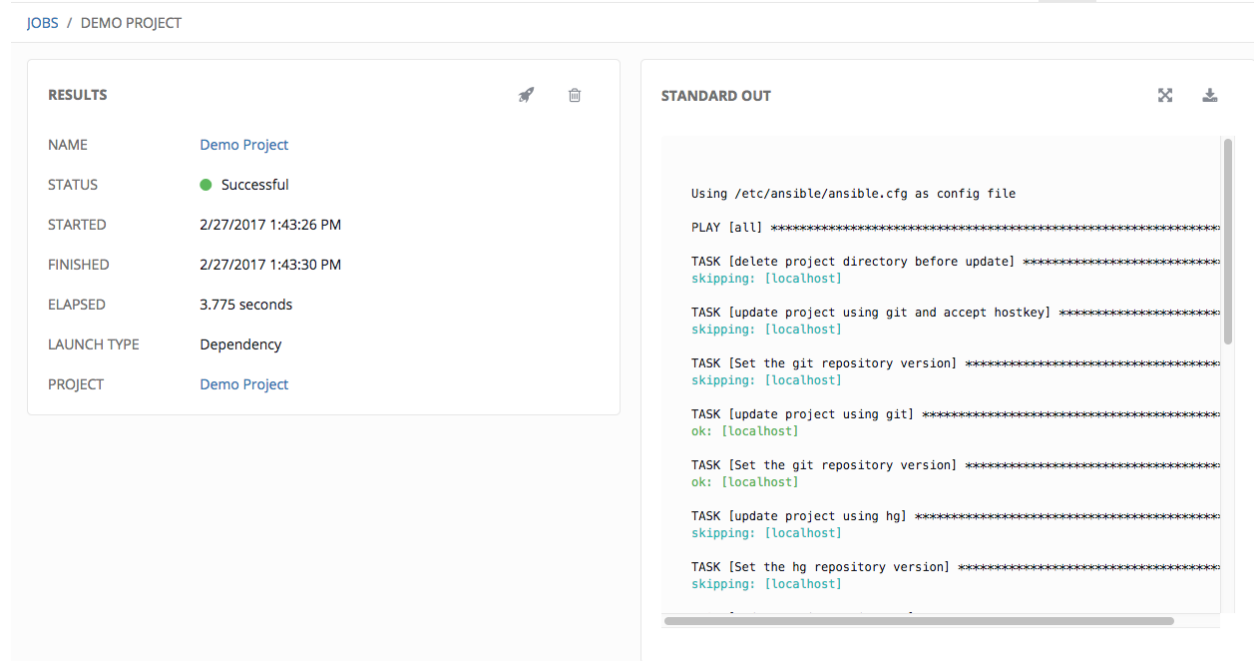 JOBS / DEMO PROJECT
RESULTS
NAME Demo Project
STATUS Successful
STARTED 2/27/2017 1:43:26 PM
FINISHED 2/27/2017 1:43:30 PM
ELAPSED 3.775 seconds
LAUNCH TYPE Dependency
PROJECT Demo Project
STANDARD OUT
Using /etc/ansible/ansible.cfg as config file
PLAY [all] **************************************************************
TASK [delete project directory before update] ***************************
skipping: [localhost]
TASK [update project using git and accept hostkey] **********************
skipping: [localhost]
TASK [Set the git repository version] ***********************************
skipping: [localhost]
TASK [update project using git] *****************************************
ok: [localhost]
TASK [Set the git repository version] ***********************************
ok: [localhost]
TASK [update project using hg] ******************************************
skipping: [localhost]
TASK [Set the hg repository version] ************************************
skipping: [localhost]